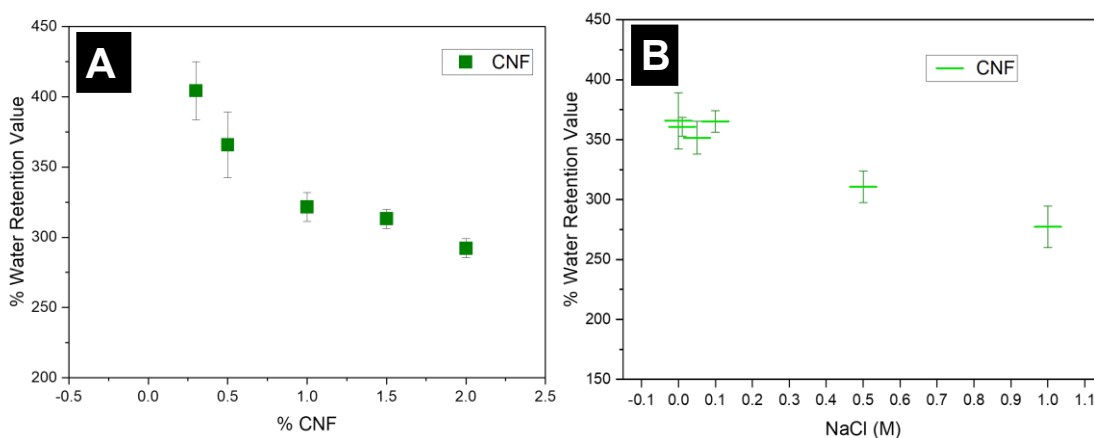 A
CNF
450
400
350
300
250
200
-0.5 0.0 0.5 1.0 1.5 2.0 2.5
% CNF
% Water Retention Value
B
CNF
450
400
350
300
250
200
150
-0.1 0.0 0.1 0.2 0.3 0.4 0.5 0.6 0.7 0.8 0.9 1.0 1.1
NaCl (M)
% Water Retention Value